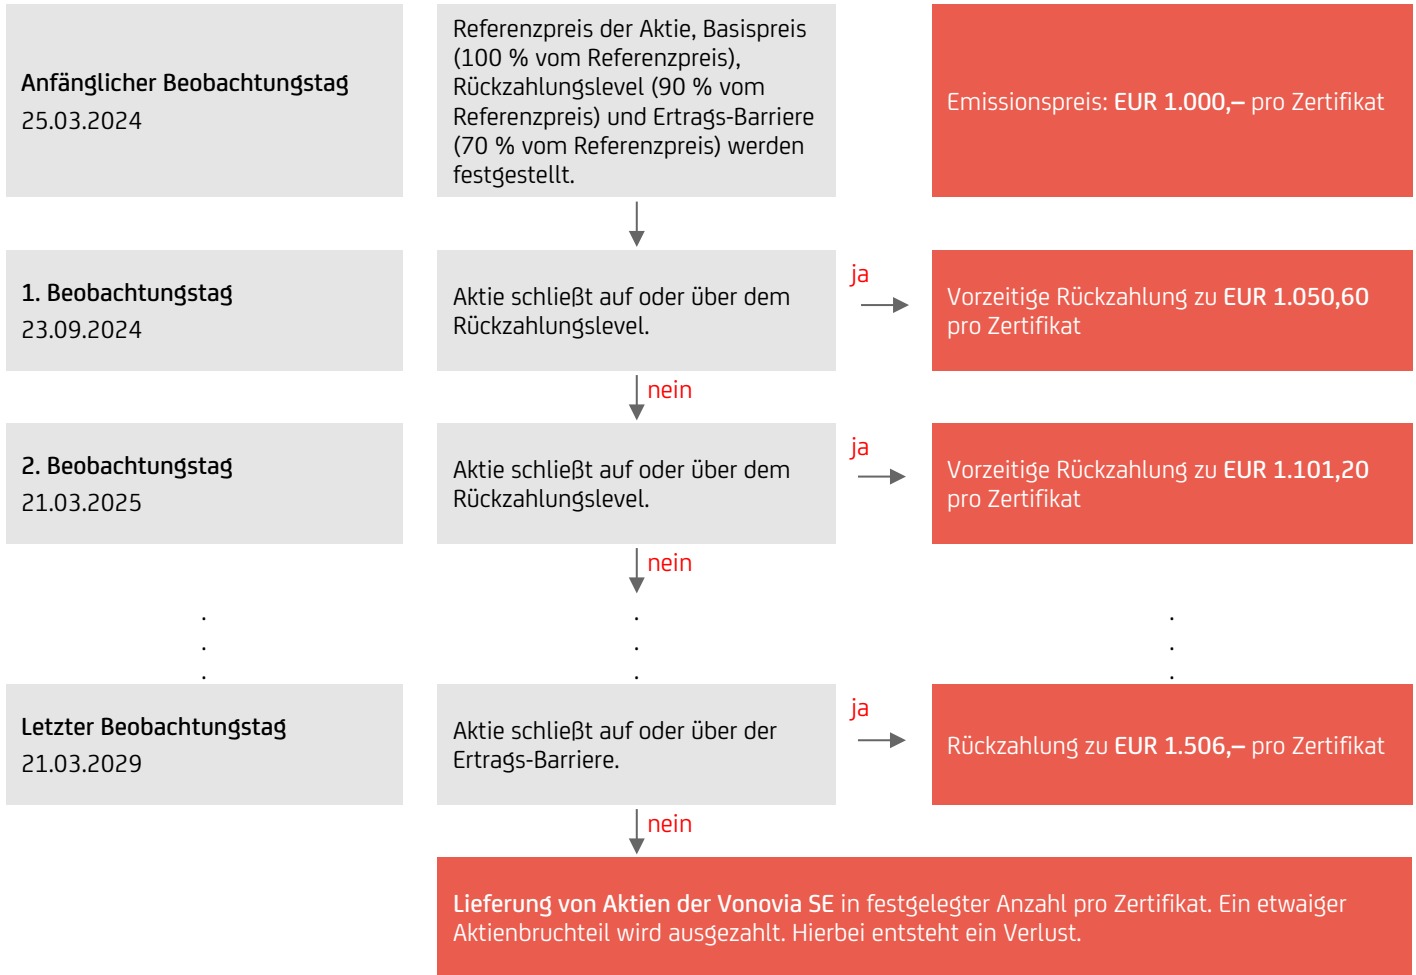 Anfänglicher Beobachtungstag
25.03.2024
Referenzpreis der Aktie, Basispreis
(100 % vom Referenzpreis),
Rückzahlungslevel (90 % vom
Referenzpreis) und Ertrags-Barriere
(70 % vom Referenzpreis) werden
festgestellt.
Emissionspreis: EUR 1.000,– pro Zertifikat
1. Beobachtungstag
23.09.2024
Aktie schließt auf oder über dem
Rückzahlungslevel.
ja
Vorzeitige Rückzahlung zu EUR 1.050,60
pro Zertifikat
nein
2. Beobachtungstag
21.03.2025
Aktie schließt auf oder über dem
Rückzahlungslevel.
ja
Vorzeitige Rückzahlung zu EUR 1.101,20
pro Zertifikat
nein
. . .
. . .
. . .
Letzter Beobachtungstag
21.03.2029
Aktie schließt auf oder über der
Ertrags-Barriere.
ja
Rückzahlung zu EUR 1.506,– pro Zertifikat
nein
Lieferung von Aktien der Vonovia SE in festgelegter Anzahl pro Zertifikat. Ein etwaiger
Aktienbruchteil wird ausgezahlt. Hierbei entsteht ein Verlust.